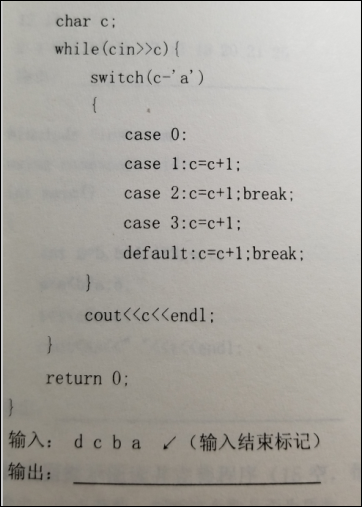 char c;
while(cin>>c){
switch(c-'a')
{
case 0:
case 1:c=c+1;
case 2:c=c+1;break;
case 3:c=c+1;
default:c=c+1;break;
}
cout<<c<<endl;
}
return 0;
}
输入: d c b a ↙(输入结束标记)
输出: